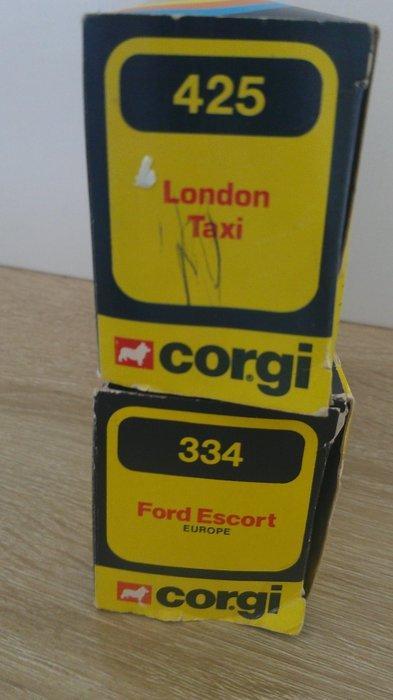 425
London
Taxi
corgi
334
Ford Escort
EUROPE
corgi